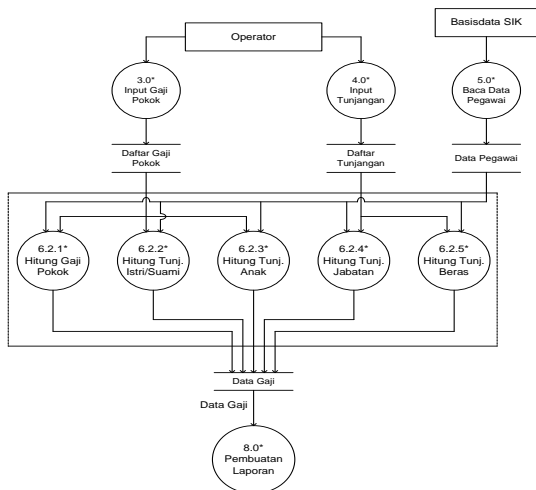 Operator
Basisdata SIK
3.0*
Input Gaji
Pokok
4.0*
Input
Tunjangan
5.0*
Baca Data
Pegawai
Daftar Gaji
Pokok
Daftar
Tunjangan
Data Pegawai
6.2.1*
Hitung Gaji
Pokok
6.2.2*
Hitung Tunj.
Istri/Suami
6.2.3*
Hitung Tunj.
Anak
6.2.4*
Hitung Tunj.
Jabatan
6.2.5*
Hitung Tunj.
Beras
Data Gaji
Data Gaji
8.0*
Pembuatan
Laporan